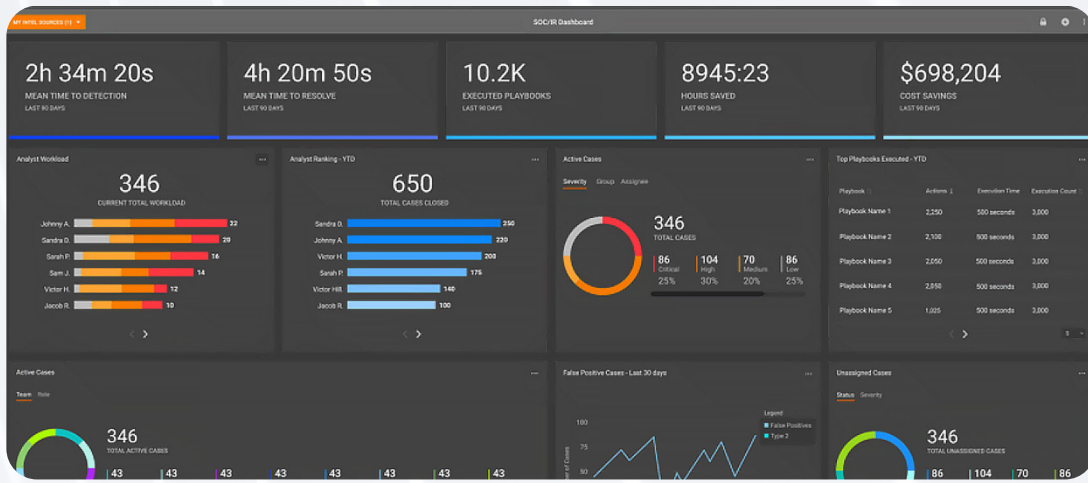 MY INTEL SOURCES (1)
SOC/IR Dashboard
2h 34m 20s
MEAN TIME TO DETECTION
LAST 90 DAYS
4h 20m 50s
MEAN TIME TO RESOLVE
LAST 90 DAYS
10.2K
EXECUTED PLAYBOOKS
LAST 90 DAYS
8945:23
HOURS SAVED
LAST 90 DAYS
$698,204
COST SAVINGS
LAST 90 DAYS
Analyst Workload
346
CURRENT TOTAL WORKLOAD
Johnny A. 22
Sandra D. 20
Sarah P. 16
Sam J. 14
Victor H. 12
Jacob R. 10
Analyst Ranking - YTD
650
TOTAL CASES CLOSED
Sandra D. 250
Johnny A. 220
Victor H. 200
Sarah P. 175
Victor Hill. 140
Jacob R. 100
Active Cases
Severity Group Assignee
346
TOTAL CASES
86 104 70 86
Critical High Medium Low
25% 30% 20% 25%
Top Playbooks Executed - YTD
Playbook Actions Execution Time Execution Count
Playbook Name 1 2,250 500 seconds 3,000
Playbook Name 2 2,100 500 seconds 3,000
Playbook Name 3 2,050 500 seconds 3,000
Playbook Name 4 500 seconds 3,000
Playbook Name 5 500 seconds 3,000
5
Active Cases
Team Role
346
TOTAL ACTIVE CASES
43 43 43 43 43 43 43 43
False Positive Cases - Last 30 days
100
75
50
of Cases
Legend
False Positives
Type 2
Unassigned Cases
Status Severity
346
TOTAL UNASSIGNED CASES
86 104 70 86